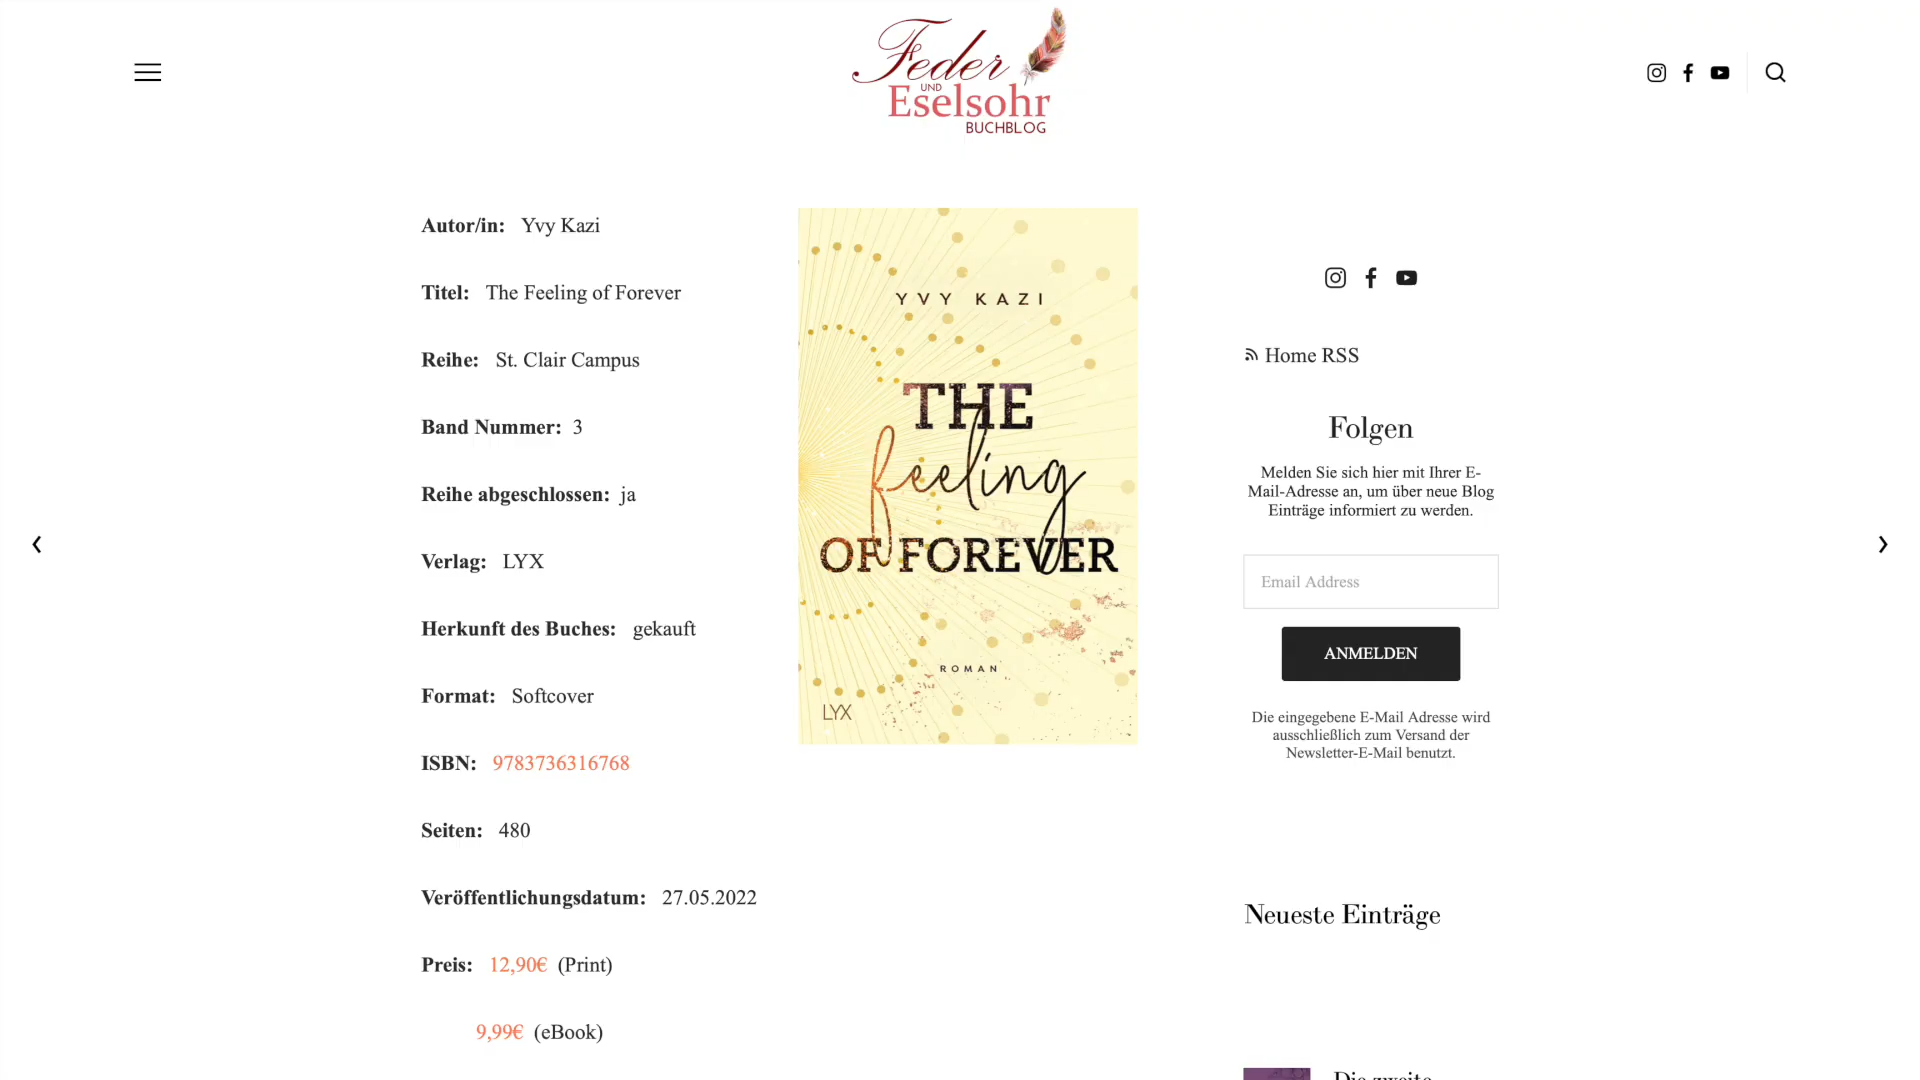 Feder
UND
Eselsohr
BUCHBLOG
Autor/in: Yvy Kazi
Titel: The Feeling of Forever
Reihe: St. Clair Campus
Band Nummer: 3
Reihe abgeschlossen: ja
Verlag: LYX
Herkunft des Buches: gekauft
Format: Softcover
ISBN: 9783736316768
Seiten: 480
Veröffentlichungsdatum: 27.05.2022
Preis: 12,90€ (Print)
9,99€ (eBook)
YVY KAZI
THE
feeling
OF FOREVER
ROMAN
LYX
Home RSS
Folgen
Melden Sie sich hier mit Ihrer E-
Mail-Adresse an, um über neue Blog
Einträge informiert zu werden.
Email Address
ANMELDEN
Die eingegebene E-Mail Adresse wird
ausschließlich zum Versand der
Newsletter-E-Mail benutzt.
Neueste Einträge
Die zweite